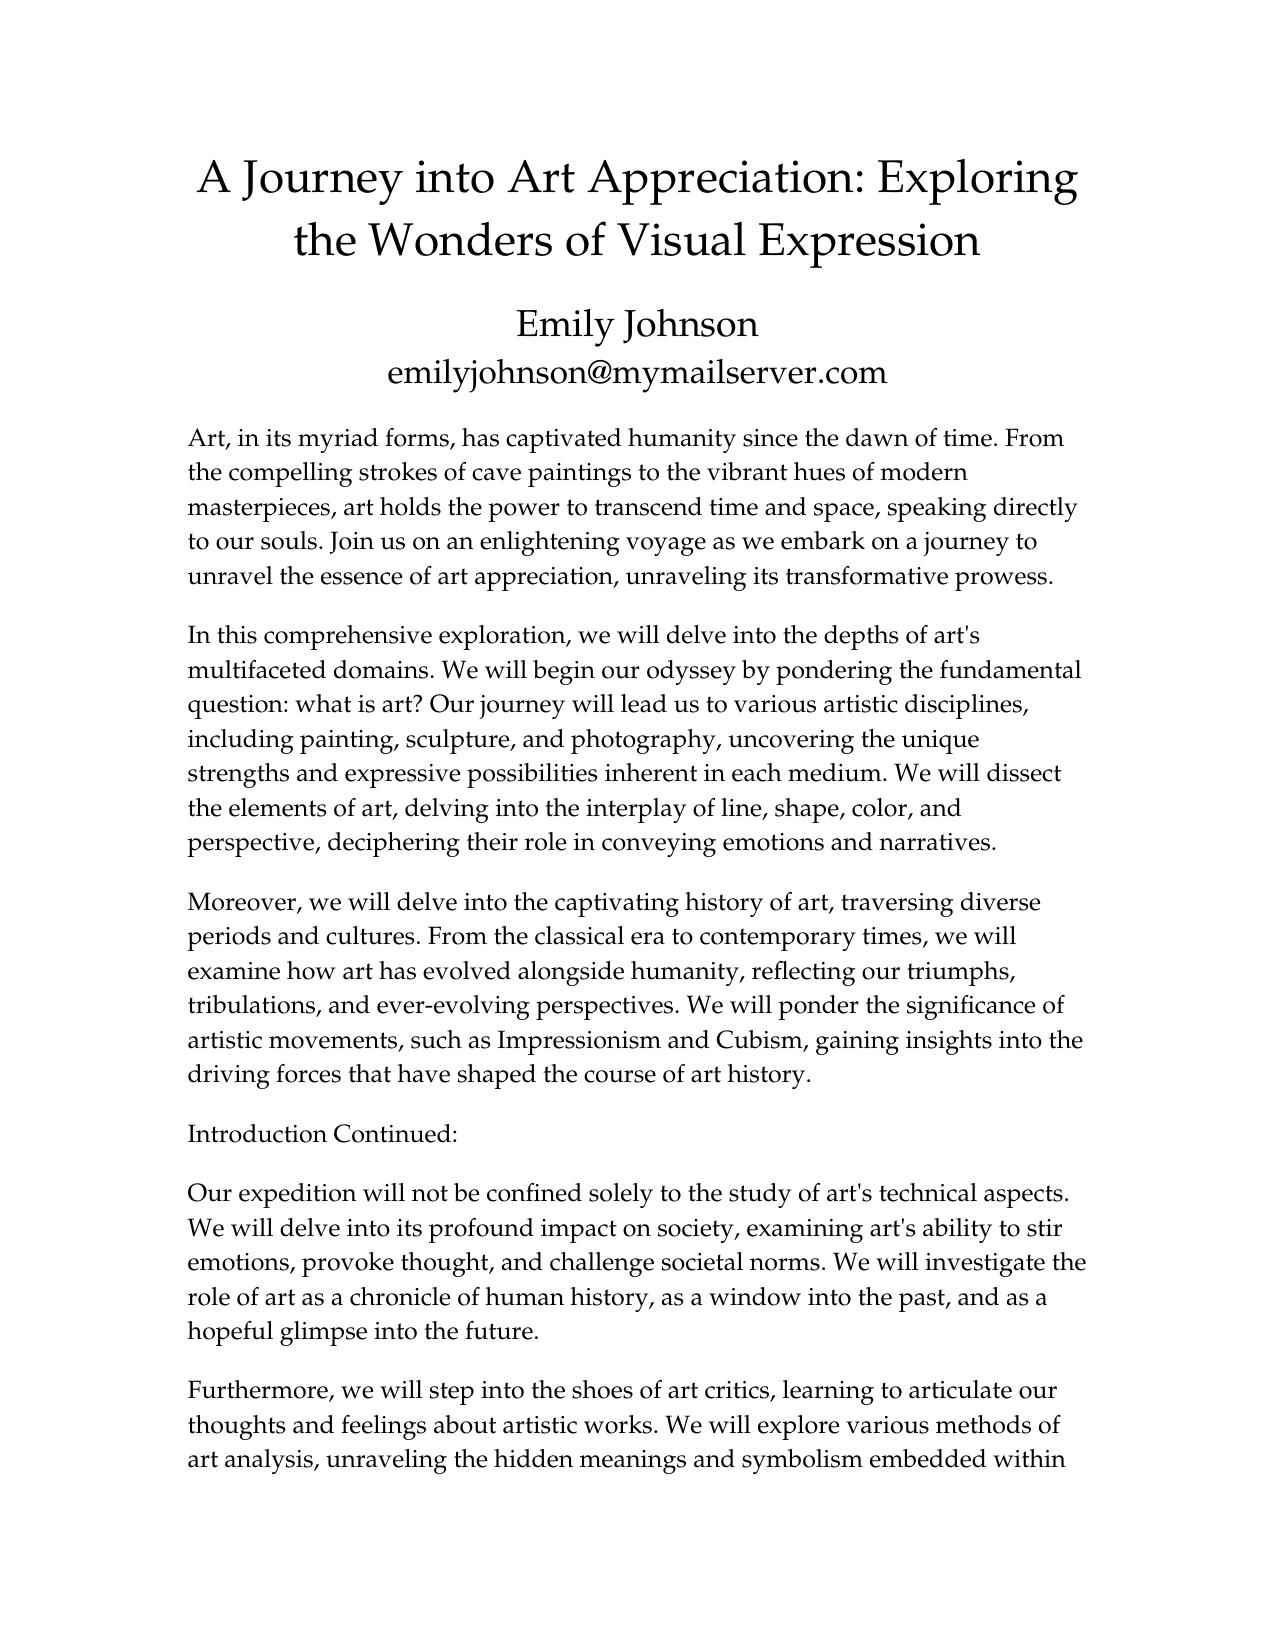 A Journey into Art Appreciation: Exploring
the Wonders of Visual Expression
Emily Johnson
emilyjohnson@mymailserver.com
Art, in its myriad forms, has captivated humanity since the dawn of time. From
the compelling strokes of cave paintings to the vibrant hues of modern
masterpieces, art holds the power to transcend time and space, speaking directly
to our souls. Join us on an enlightening voyage as we embark on a journey to
unravel the essence of art appreciation, unraveling its transformative prowess.
In this comprehensive exploration, we will delve into the depths of art's
multifaceted domains. We will begin our odyssey by pondering the fundamental
question: what is art? Our journey will lead us to various artistic disciplines,
including painting, sculpture, and photography, uncovering the unique
strengths and expressive possibilities inherent in each medium. We will dissect
the elements of art, delving into the interplay of line, shape, color, and
perspective, deciphering their role in conveying emotions and narratives.
Moreover, we will delve into the captivating history of art, traversing diverse
periods and cultures. From the classical era to contemporary times, we will
examine how art has evolved alongside humanity, reflecting our triumphs,
tribulations, and ever-evolving perspectives. We will ponder the significance of
artistic movements, such as Impressionism and Cubism, gaining insights into the
driving forces that have shaped the course of art history.
Introduction Continued:
Our expedition will not be confined solely to the study of art's technical aspects.
We will delve into its profound impact on society, examining art's ability to stir
emotions, provoke thought, and challenge societal norms. We will investigate the
role of art as a chronicle of human history, as a window into the past, and as a
hopeful glimpse into the future.
Furthermore, we will step into the shoes of art critics, learning to articulate our
thoughts and feelings about artistic works. We will explore various methods of
art analysis, unraveling the hidden meanings and symbolism embedded within